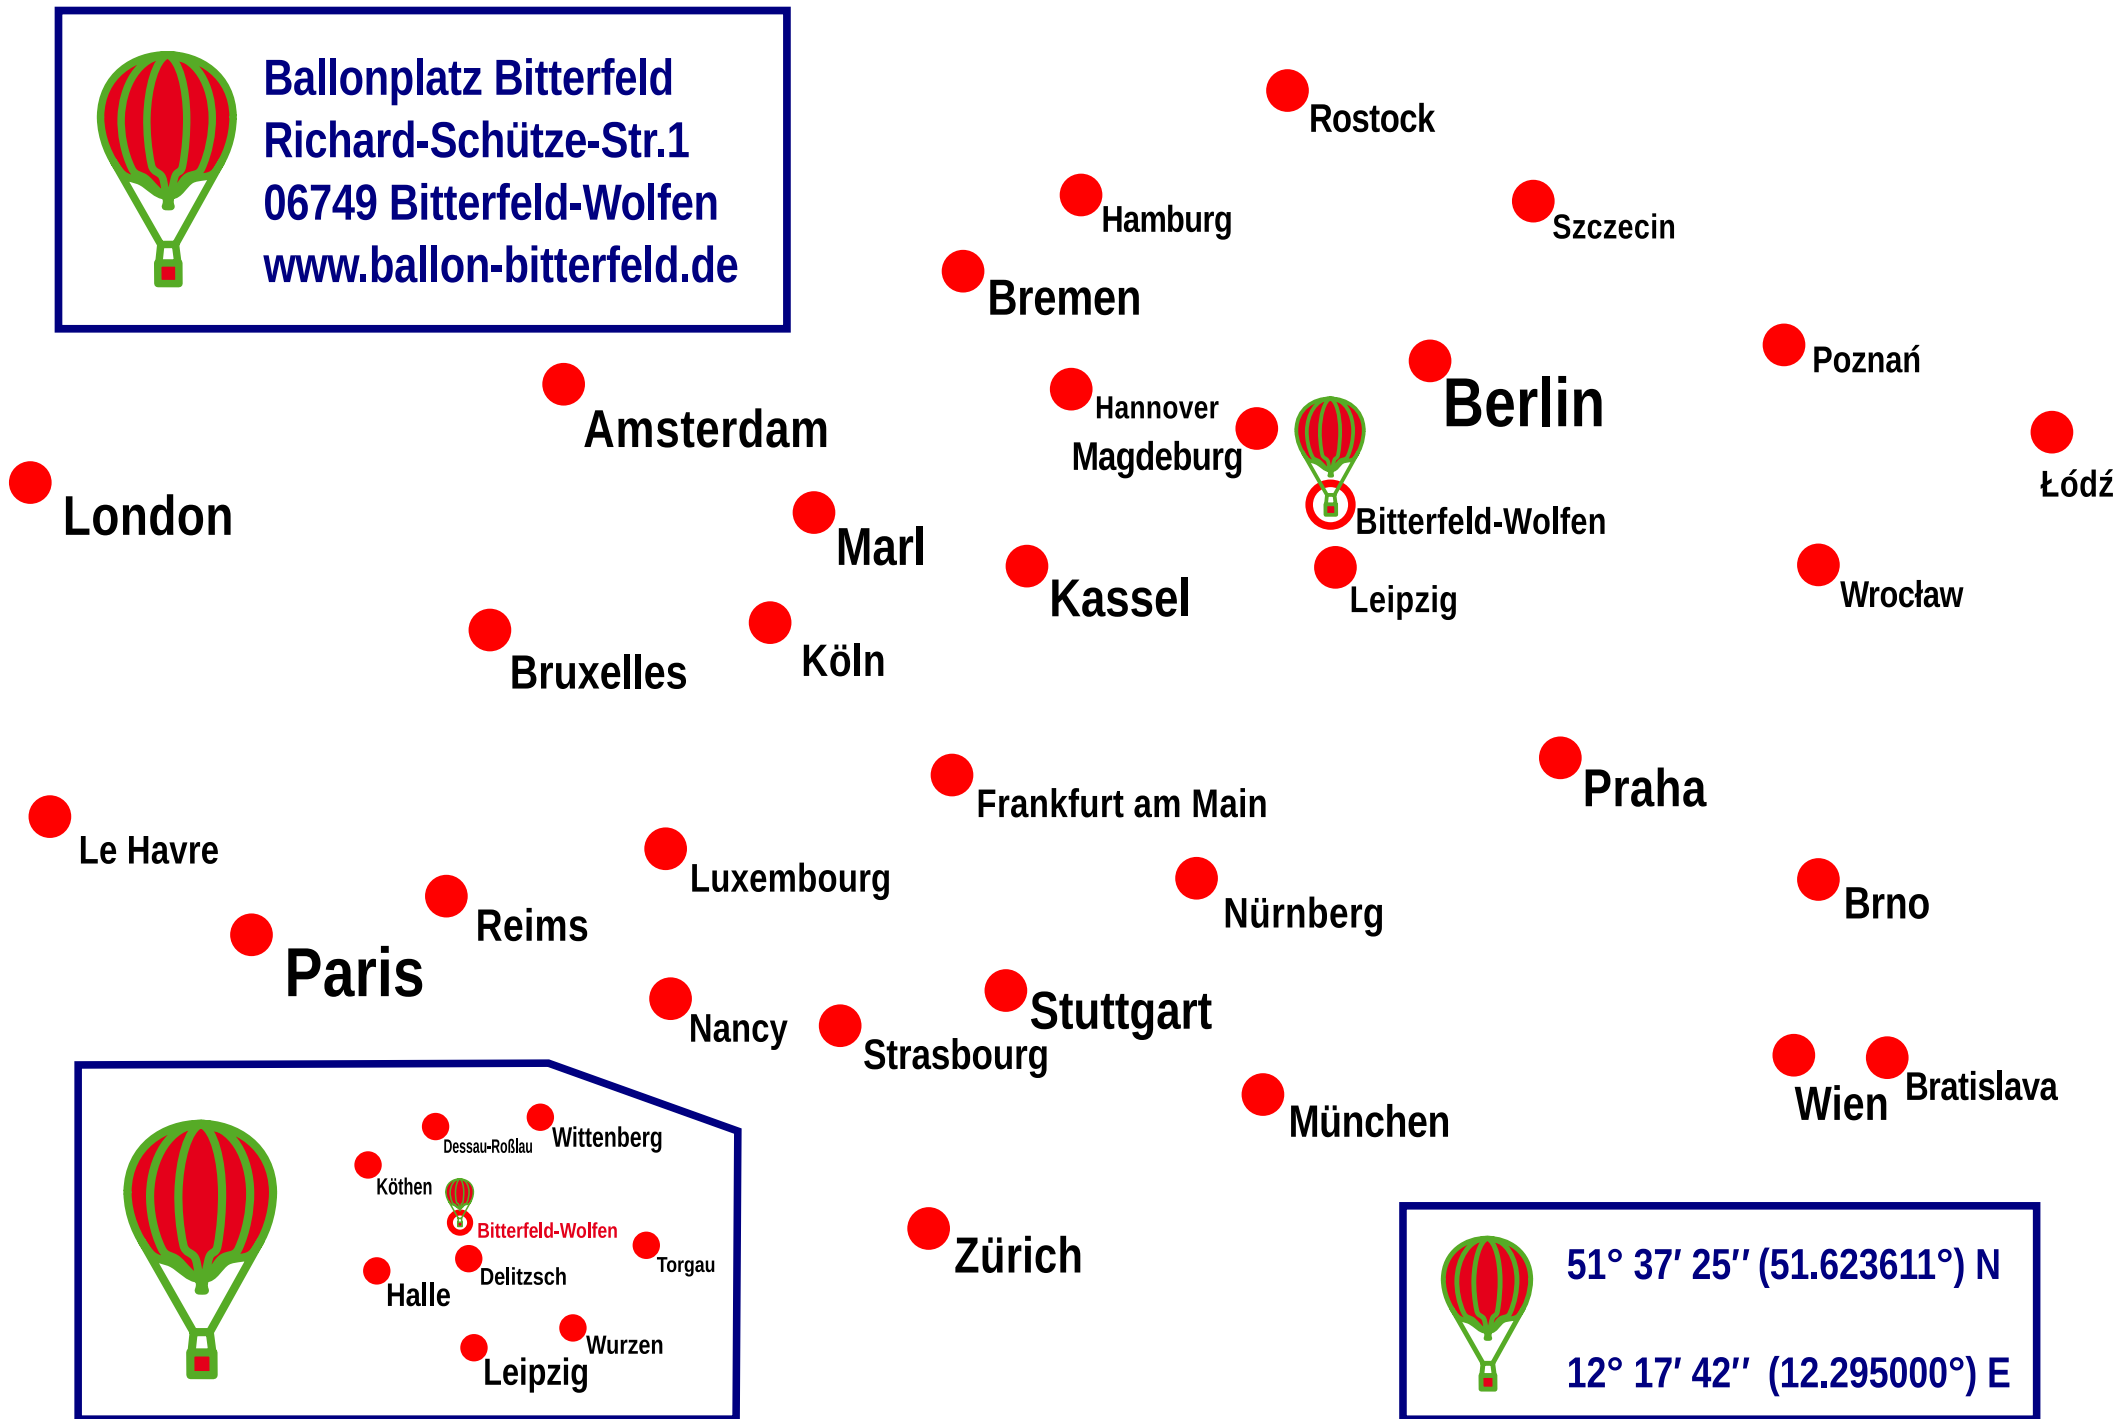 Ballonplatz Bitterfeld
Richard-Schütze-Str.1
06749 Bitterfeld-Wolfen
www.ballon-bitterfeld.de
Rostock
Hamburg
Szczecin
Bremen
Poznań
Berlin
Hannover
Amsterdam
Magdeburg
Łódź
London
Bitterfeld-Wolfen
Marl
Wrocław
Kassel
Leipzig
Köln
Bruxelles
Praha
Frankfurt am Main
Le Havre
Luxembourg
Brno
Nürnberg
Reims
Paris
Stuttgart
Nancy
Strasbourg
Bratislava
Wien
München
Zürich
Wittenberg
Dessau-Roßlau
Köthen
Bitterfeld-Wolfen
Torgau
Delitzsch
Halle
Wurzen
Leipzig
51° 37′ 25′′ (51.623611°) N
12° 17′ 42′′ (12.295000°) E